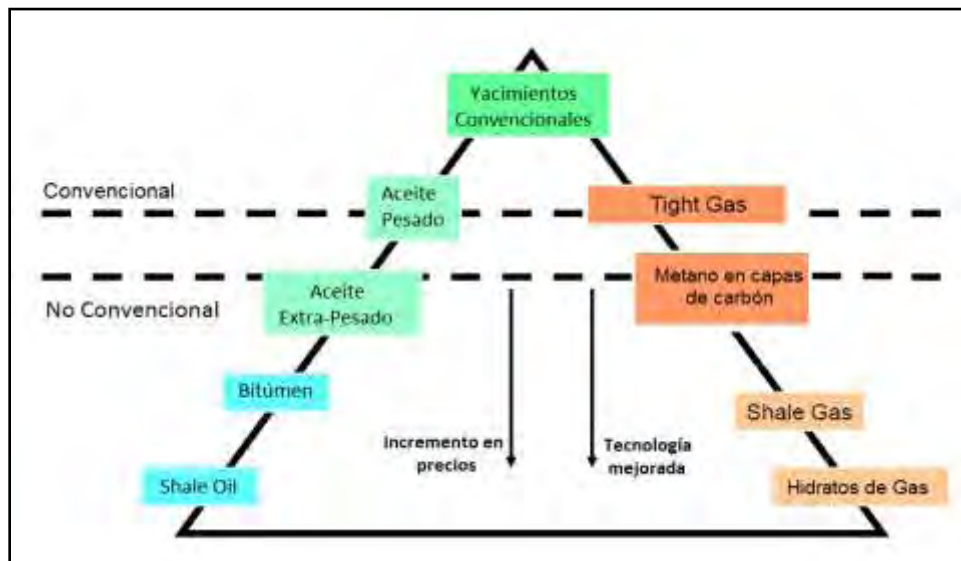 Yacimientos
Convencionales
Convencional
Aceite
Pesado
Tight Gas
No Convencional
Aceite
Extra-Pesado
Metano en capas
de carbón
Bitúmen
Shale Gas
Incremento en
precios
Tecnología
mejorada
Shale Oil
Hidratos de Gas